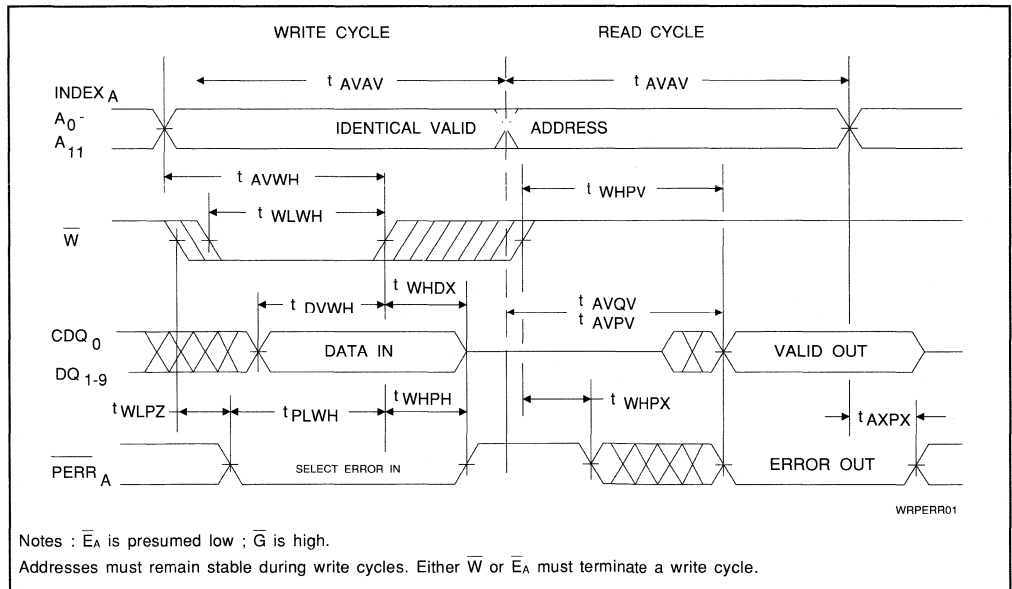 WRITE CYCLE READ CYCLE
t AVAV t AVAV
INDEX A
A0 -
A11
IDENTICAL VALID ADDRESS
t AVWH t WHPV
t WLWH
W̅
t WHDX
t DVWH t AVQV
t AVPV
CDQ 0
DQ 1-9
DATA IN VALID OUT
t WLPZ t PLWH t WHPH t WHPX t AXPX
P̅E̅R̅R̅ A
SELECT ERROR IN ERROR OUT
WRPERR01
Notes : E̅A is presumed low ; G̅ is high.
Addresses must remain stable during write cycles. Either W̅ or E̅A must terminate a write cycle.